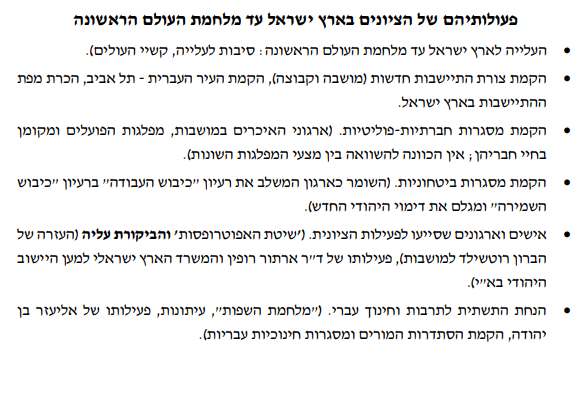 פעולותיהם של הציונים בארץ ישראל עד מלחמת העולם הראשונה
• העלייה לארץ ישראל עד מלחמת העולם הראשונה: סיבות לעלייה, קשיי העולים).
• הקמת צורת התיישבות חדשות (מושבה וקבוצה), הקמת העיר העברית - תל אביב, הכרת מפת
ההתיישבות בארץ ישראל.
• הקמת מסגרות חברתיות-פוליטיות. (ארגוני האיכרים במושבות, מפלגות הפועלים ומקומן
בחיי חבריהן; אין הכוונה להשוואה בין מצעי המפלגות השונות).
• הקמת מסגרות ביטחוניות. (השומר כארגון המשלב את רעיון "כיבוש העבודה" ברעיון "כיבוש
השמירה" ומגלם את דימוי היהודי החדש).
• אישים וארגונים שסייעו לפעילות הציונית. ('שיטת האפוטרופסות' והביקורת עליה (העזרה של
הברון רוטשילד למושבות), פעילותו של ד"ר ארתור רופין והמשרד הארץ ישראלי למען היישוב
היהודי בא"י).
• הנחת התשתית לתרבות וחינוך עברי. ("מלחמת השפות", עיתונות, פעילותו של אליעזר בן
יהודה, הקמת הסתדרות המורים ומסגרות חינוכיות עבריות).